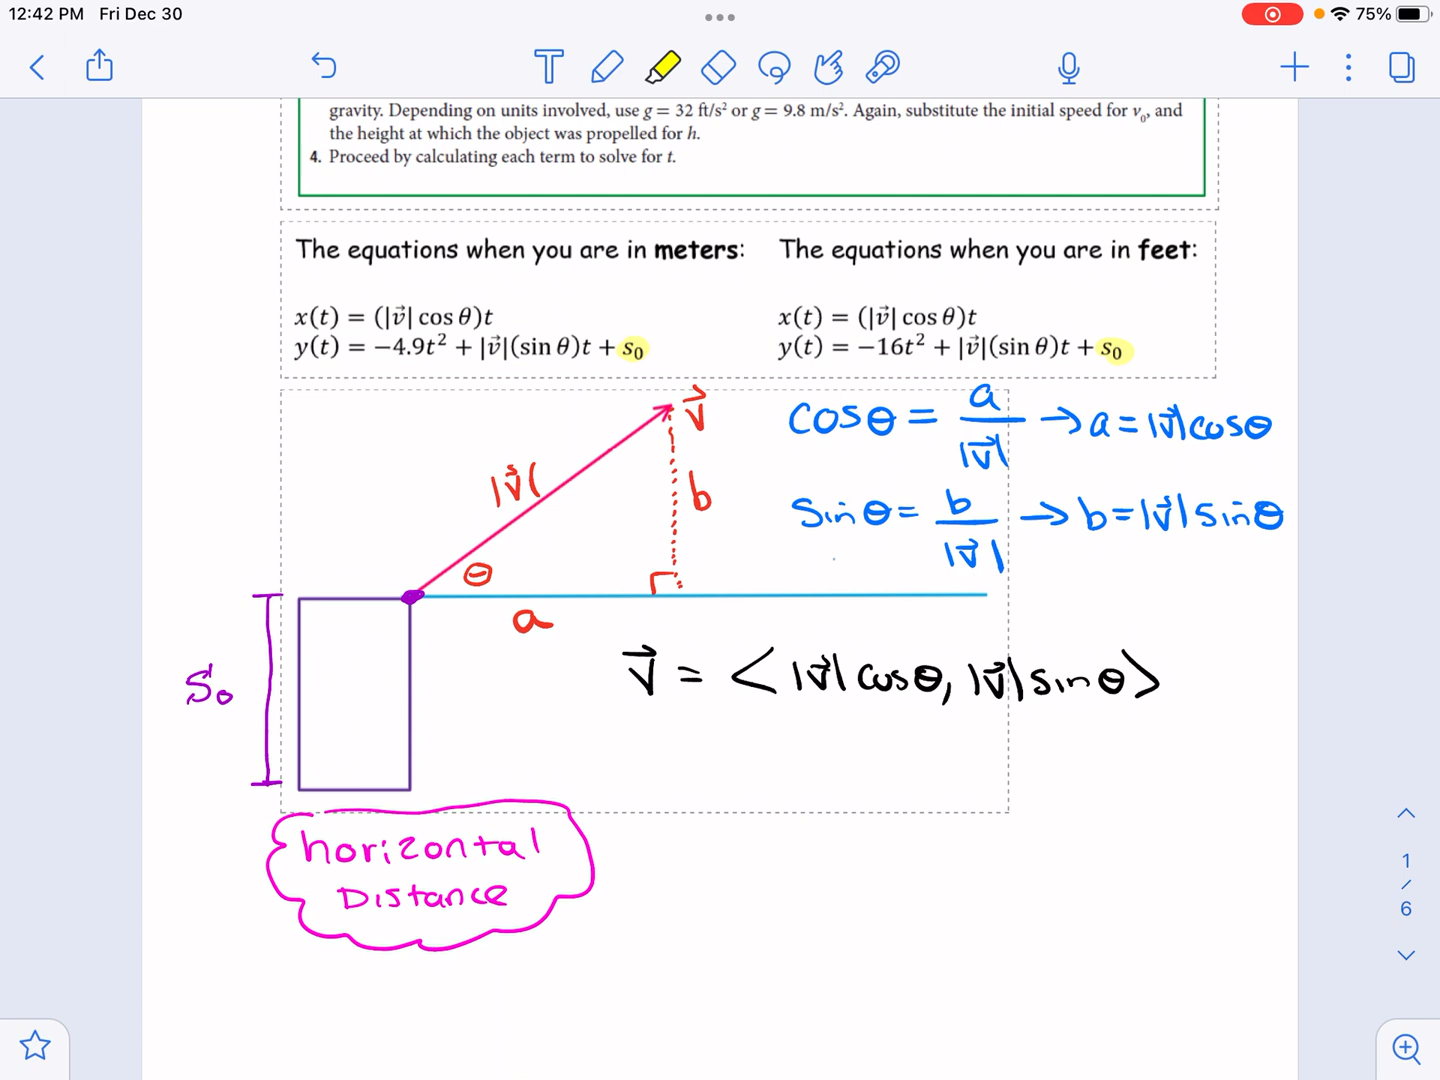 12:42 PM Fri Dec 30
75%
gravity. Depending on units involved, use g = 32 ft/s² or g = 9.8 m/s². Again, substitute the initial speed for v₀, and
the height at which the object was propelled for h.
4. Proceed by calculating each term to solve for t.
The equations when you are in meters:
x(t) = (|v⃗| cos θ)t
y(t) = −4.9t² + |v⃗|(sin θ)t + s₀
The equations when you are in feet:
x(t) = (|v⃗| cos θ)t
y(t) = −16t² + |v⃗|(sin θ)t + s₀
v⃗
|v⃗|
b
θ
a
S₀
cosθ = a/|v⃗| → a = |v⃗|cosθ
sinθ = b/|v⃗| → b = |v⃗|sinθ
v⃗ = <|v⃗|cosθ, |v⃗|sinθ>
horizontal
Distance
1
/
6